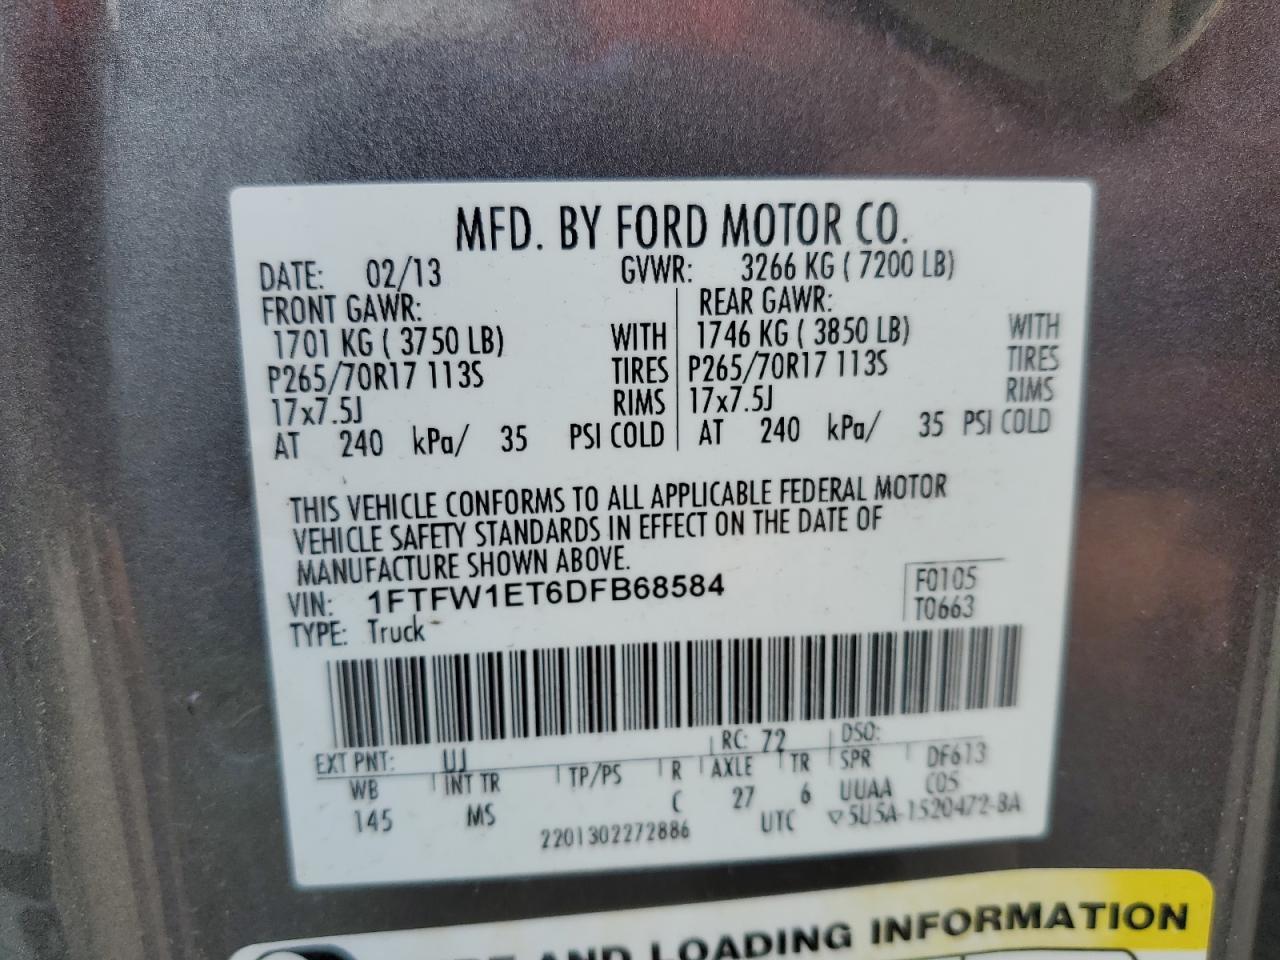 MFD. BY FORD MOTOR CO.
DATE: 02/13 GVWR: 3266 KG ( 7200 LB)
FRONT GAWR: REAR GAWR:
1701 KG ( 3750 LB) WITH 1746 KG ( 3850 LB) WITH
P265/70R17 113S TIRES P265/70R17 113S TIRES
17x7.5J RIMS 17x7.5J RIMS
AT 240 kPa/ 35 PSI COLD AT 240 kPa/ 35 PSI COLD
THIS VEHICLE CONFORMS TO ALL APPLICABLE FEDERAL MOTOR
VEHICLE SAFETY STANDARDS IN EFFECT ON THE DATE OF
MANUFACTURE SHOWN ABOVE.
VIN: 1FTFW1ET6DFB68584 F0105
TYPE: Truck T0663
EXT PNT: UJ RC: 72 DSO:
WB INT TR TP/PS R AXLE TR SPR DF613
145 MS C 27 6 UUAA C05
2201302272886 UTC ▽5U5A-1520472-BA
AND LOADING INFORMATION